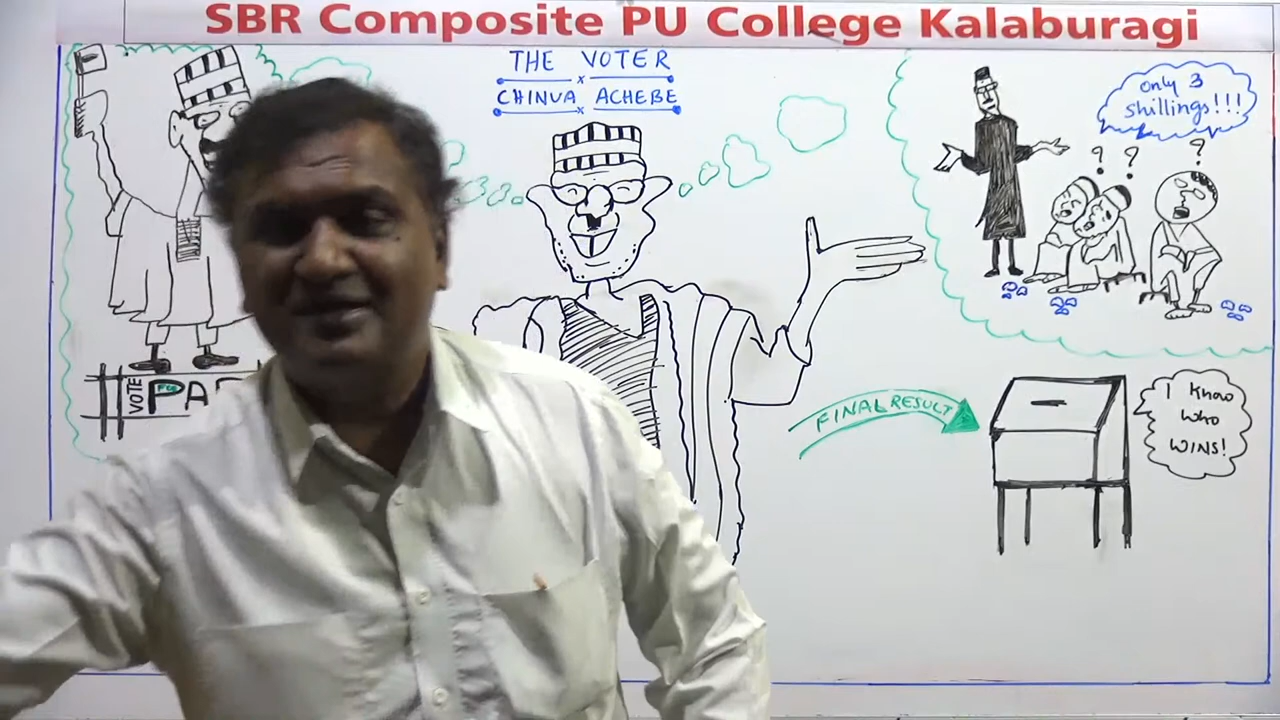 SBR Composite PU College Kalaburagi
THE VOTER
CHINUA ACHEBE
only 3
shillings!!!
? ? ?
VOTE
FINAL RESULT
I Know
who
WINS!